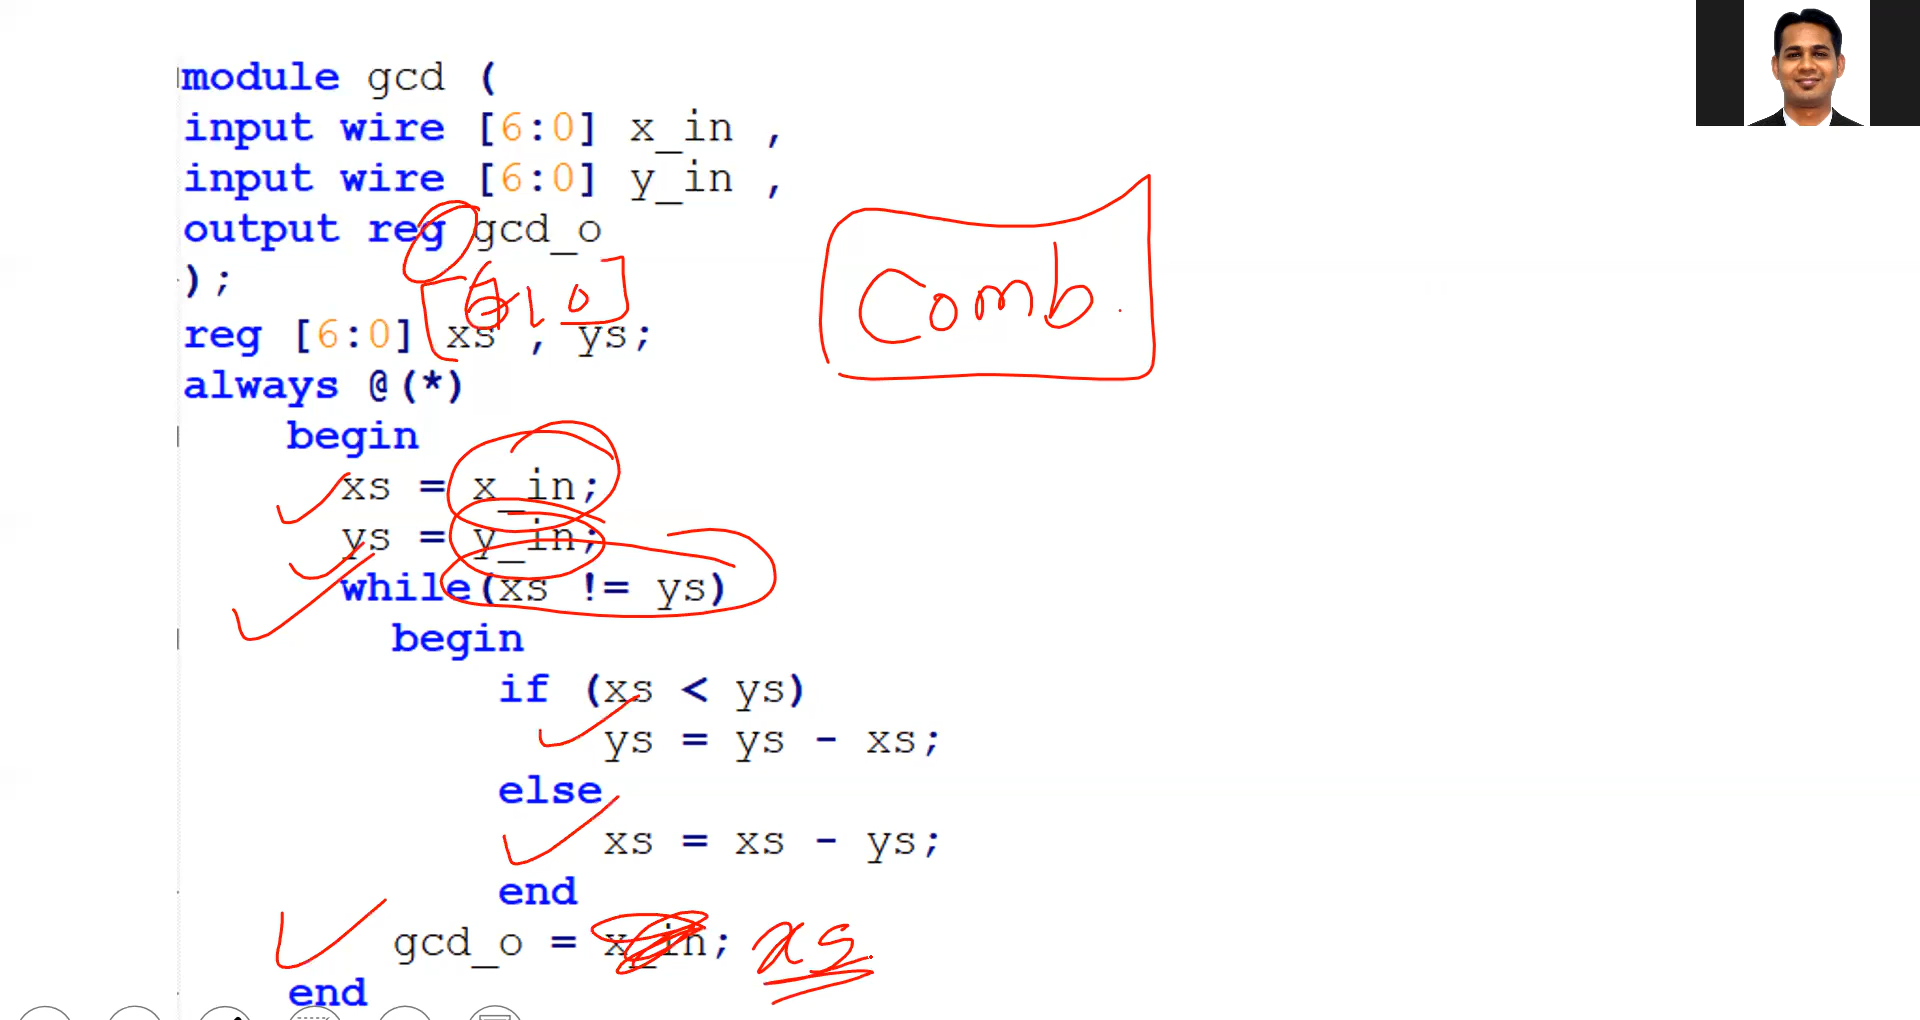 module gcd (
input wire [6:0] x_in ,
input wire [6:0] y_in ,
output reg gcd_o
);
reg [6:0] xs , ys;
always @(*)
begin
xs = x_in;
ys = y_in;
while(xs != ys)
begin
if (xs < ys)
ys = ys - xs;
else
xs = xs - ys;
end
gcd_o = x_in; xs
end
Comb.